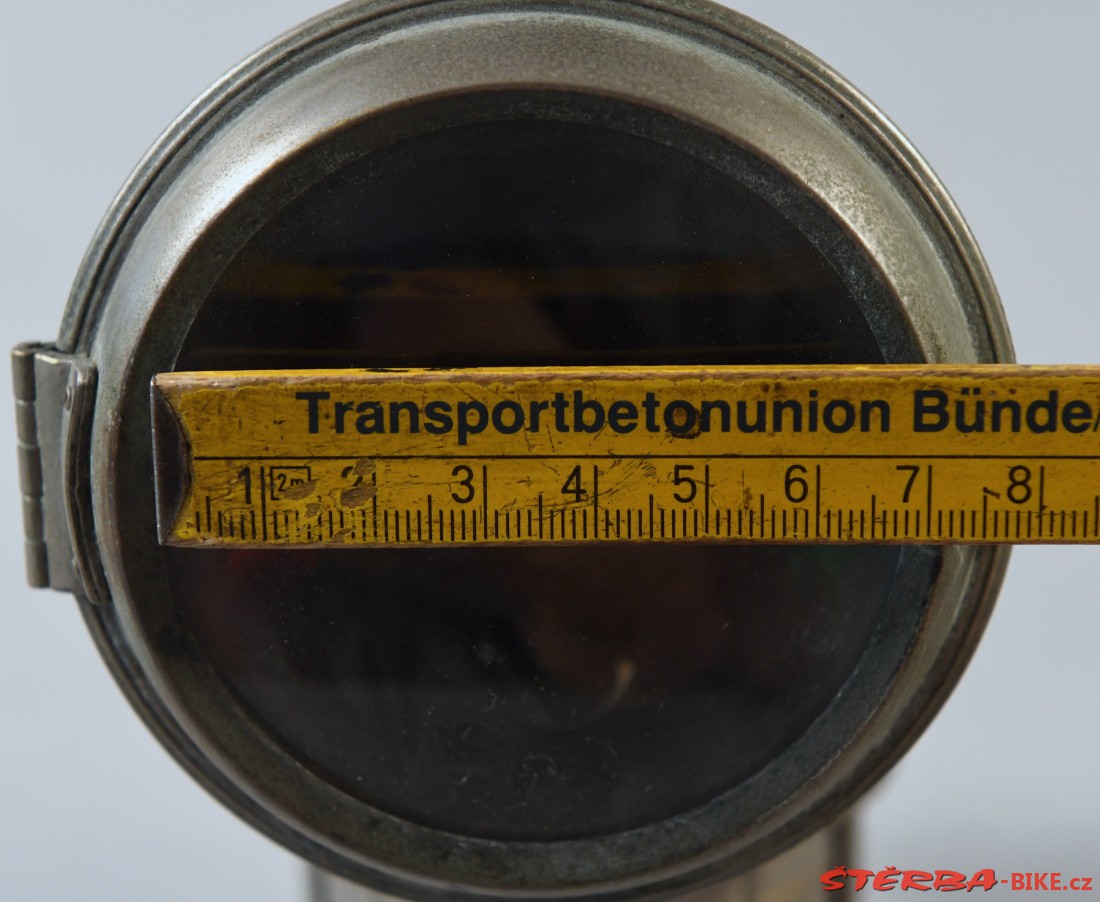 Transportbetonunion Bünde/
1 2m 2 3 4 5 6 7 8
ŠTĚRBA-BIKE.cz